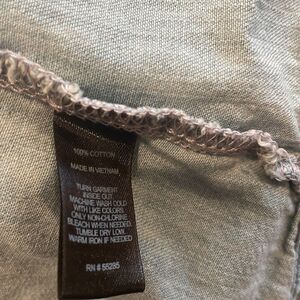 100% COTTON
MADE IN VIETNAM
TURN GARMENT
INSIDE OUT.
MACHINE WASH COLD
WITH LIKE COLORS.
ONLY NON-CHLORINE
BLEACH WHEN NEEDED.
TUMBLE DRY LOW.
WARM IRON IF NEEDED
RN # 55285